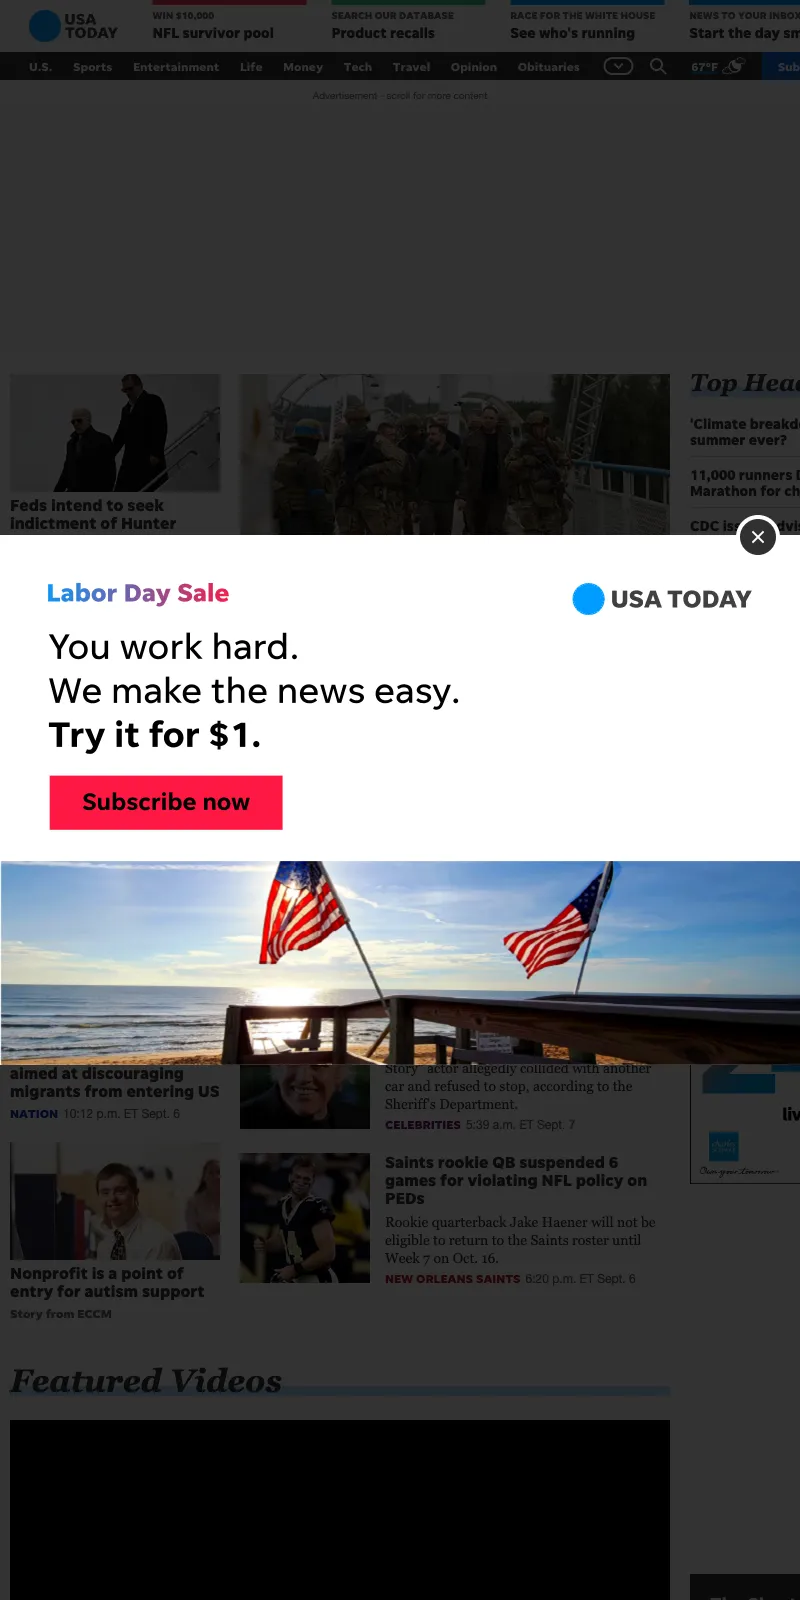 USA
TODAY
WIN $10,000
NFL survivor pool
SEARCH OUR DATABASE
Product recalls
RACE FOR THE WHITE HOUSE
See who's running
NEWS TO YOUR INBOX
Start the day sm
U.S.
Sports
Entertainment
Life
Money
Tech
Travel
Opinion
Obituaries
67°F
Sub
Advertisement - scroll for more content
Feds intend to seek
indictment of Hunter
Top Head
'Climate breakd
summer ever?
11,000 runners
Marathon for ch
CDC
Labor Day Sale
USA TODAY
You work hard.
We make the news easy.
Try it for $1.
Subscribe now
aimed at discouraging
migrants from entering US
NATION 10:12 p.m. ET Sept. 6
Nonprofit is a point of
entry for autism support
Story from ECCM
Story" actor allegedly collided with another
car and refused to stop, according to the
Sheriff's Department.
CELEBRITIES 5:39 a.m. ET Sept. 7
Saints rookie QB suspended 6
games for violating NFL policy on
PEDs
Rookie quarterback Jake Haener will not be
eligible to return to the Saints roster until
Week 7 on Oct. 16.
NEW ORLEANS SAINTS 6:20 p.m. ET Sept. 6
liv
Featured Videos